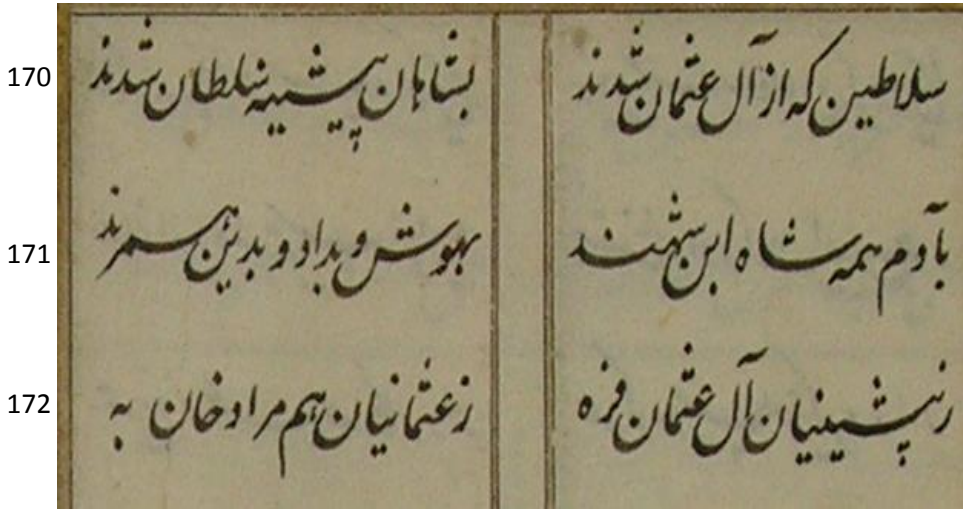 170 سلاطین که از آل عثمان شدند بشاهان پیشینه سلطان شدند
171 بآدم همه شاه ابن شهند بهوش و بداد و بدین
172 ز پیشینیان آل عثمان فره ز عثمانیان هم مراد خان به